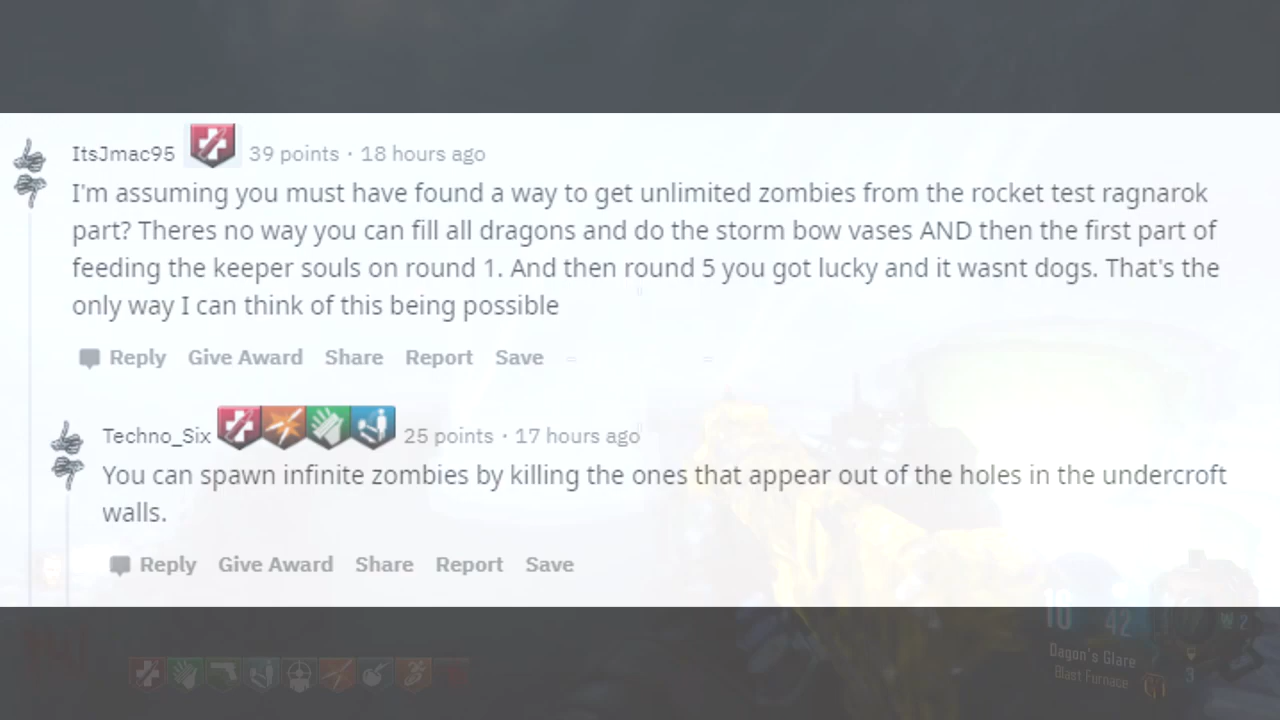 ItsJmac95 39 points · 18 hours ago
I'm assuming you must have found a way to get unlimited zombies from the rocket test ragnarok
part? Theres no way you can fill all dragons and do the storm bow vases AND then the first part of
feeding the keeper souls on round 1. And then round 5 you got lucky and it wasnt dogs. That's the
only way I can think of this being possible
Reply Give Award Share Report Save
Techno_Six 25 points · 17 hours ago
You can spawn infinite zombies by killing the ones that appear out of the holes in the undercroft
walls.
Reply Give Award Share Report Save
42
Dagon's Glare
Blast Furnace
3